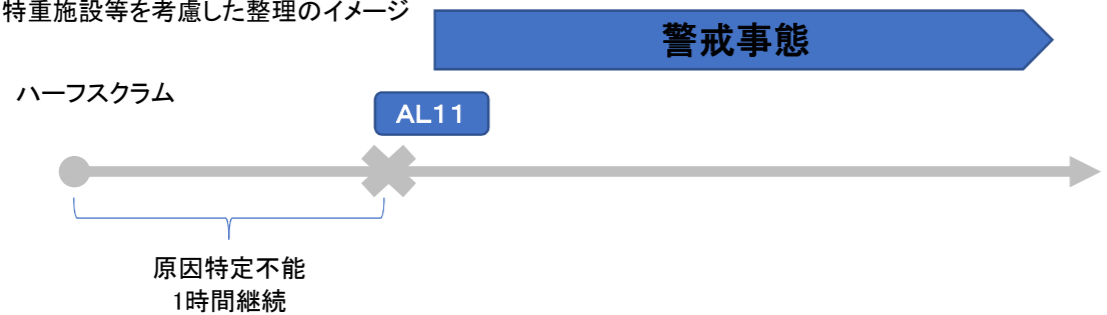 特重施設等を考慮した整理のイメージ
警戒事態
ハーフスクラム
AL11
原因特定不能
1時間継続